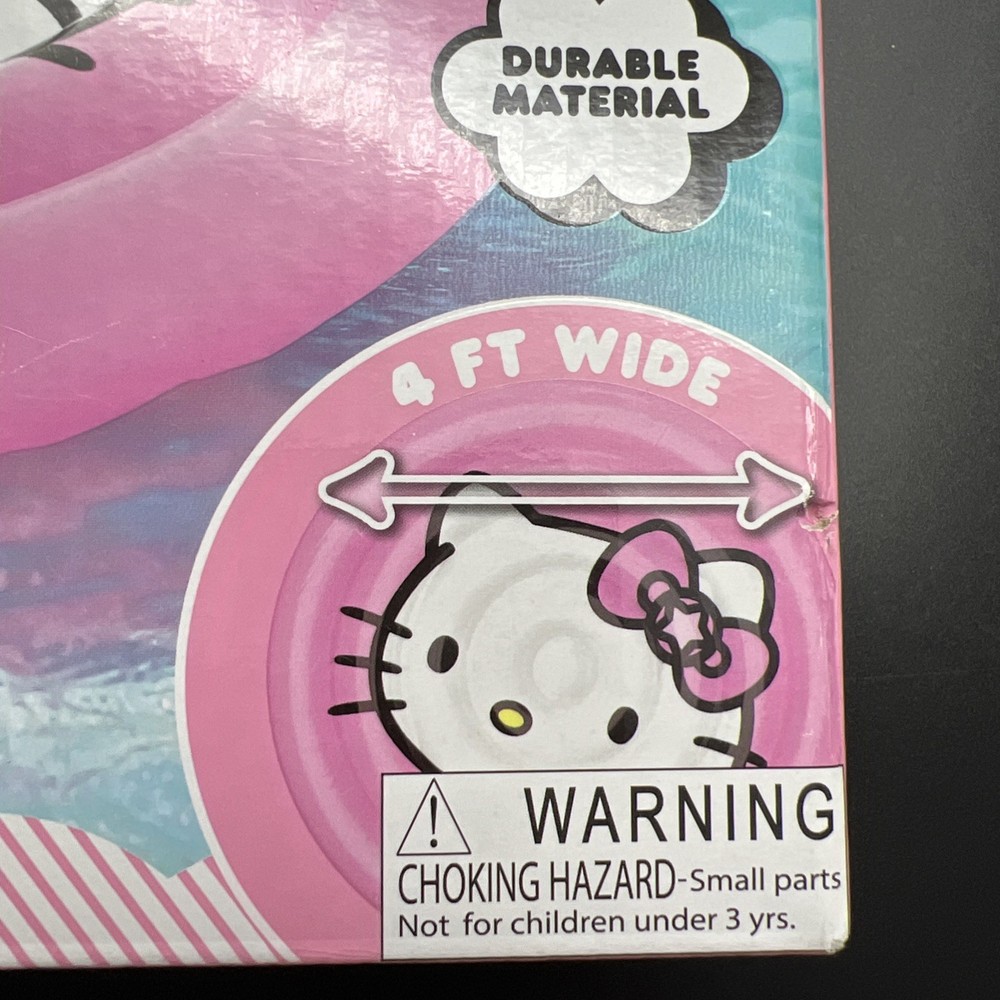 DURABLE
MATERIAL
4 FT WIDE
WARNING
CHOKING HAZARD-Small parts
Not for children under 3 yrs.